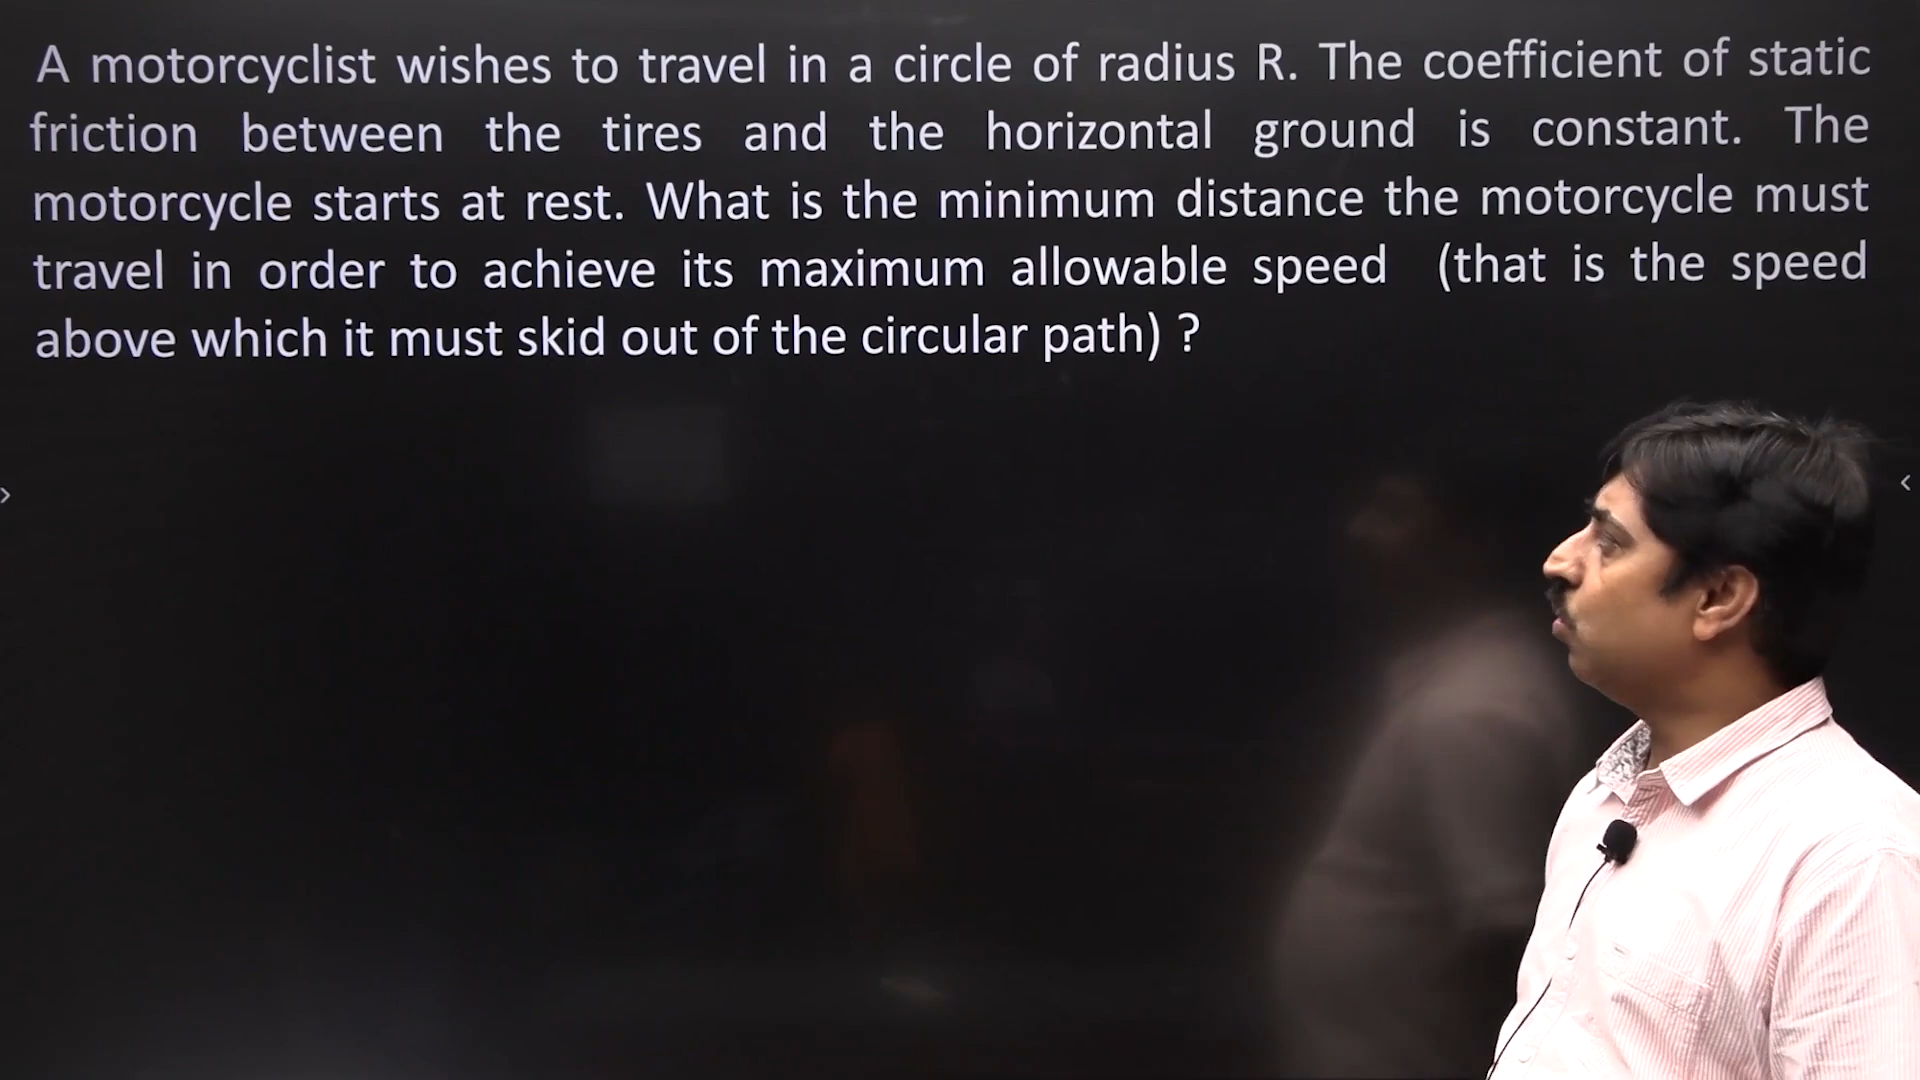 A motorcyclist wishes to travel in a circle of radius R. The coefficient of static
friction between the tires and the horizontal ground is constant. The
motorcycle starts at rest. What is the minimum distance the motorcycle must
travel in order to achieve its maximum allowable speed (that is the speed
above which it must skid out of the circular path) ?